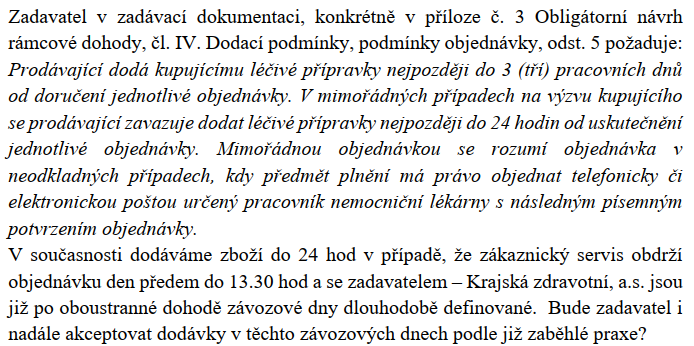 Zadavatel v zadávací dokumentaci, konkrétně v příloze č. 3 Obligátorní návrh
rámcové dohody, čl. IV. Dodací podmínky, podmínky objednávky, odst. 5 požaduje:
Prodávající dodá kupujícímu léčivé přípravky nejpozději do 3 (tří) pracovních dnů
od doručení jednotlivé objednávky. V mimořádných případech na výzvu kupujícího
se prodávající zavazuje dodat léčivé přípravky nejpozději do 24 hodin od uskutečnění
jednotlivé objednávky. Mimořádnou objednávkou se rozumí objednávka v
neodkladných případech, kdy předmět plnění má právo objednat telefonicky či
elektronickou poštou určený pracovník nemocniční lékárny s následným písemným
potvrzením objednávky.
V současnosti dodáváme zboží do 24 hod v případě, že zákaznický servis obdrží
objednávku den předem do 13.30 hod a se zadavatelem – Krajská zdravotní, a.s. jsou
již po oboustranné dohodě závozové dny dlouhodobě definované. Bude zadavatel i
nadále akceptovat dodávky v těchto závozových dnech podle již zaběhlé praxe?